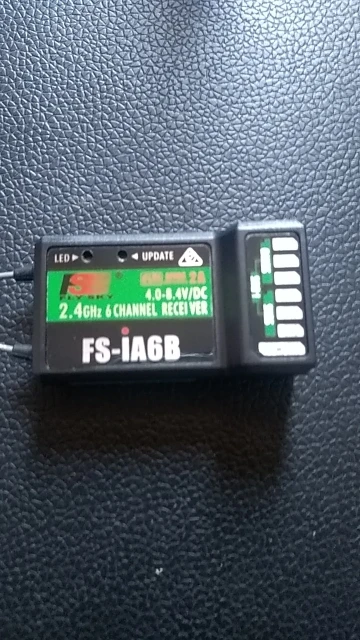 LED
UPDATE
FLY SKY
4.0-8.4V/DC
2.4GHz 6 CHANNEL RECEIVER
FS-iA6B